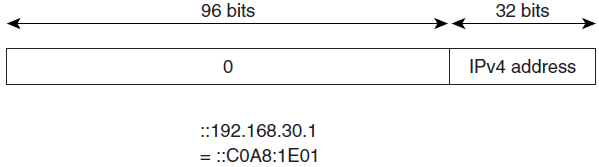 96 bits 32 bits
0 IPv4 address
::192.168.30.1
= ::C0A8:1E01